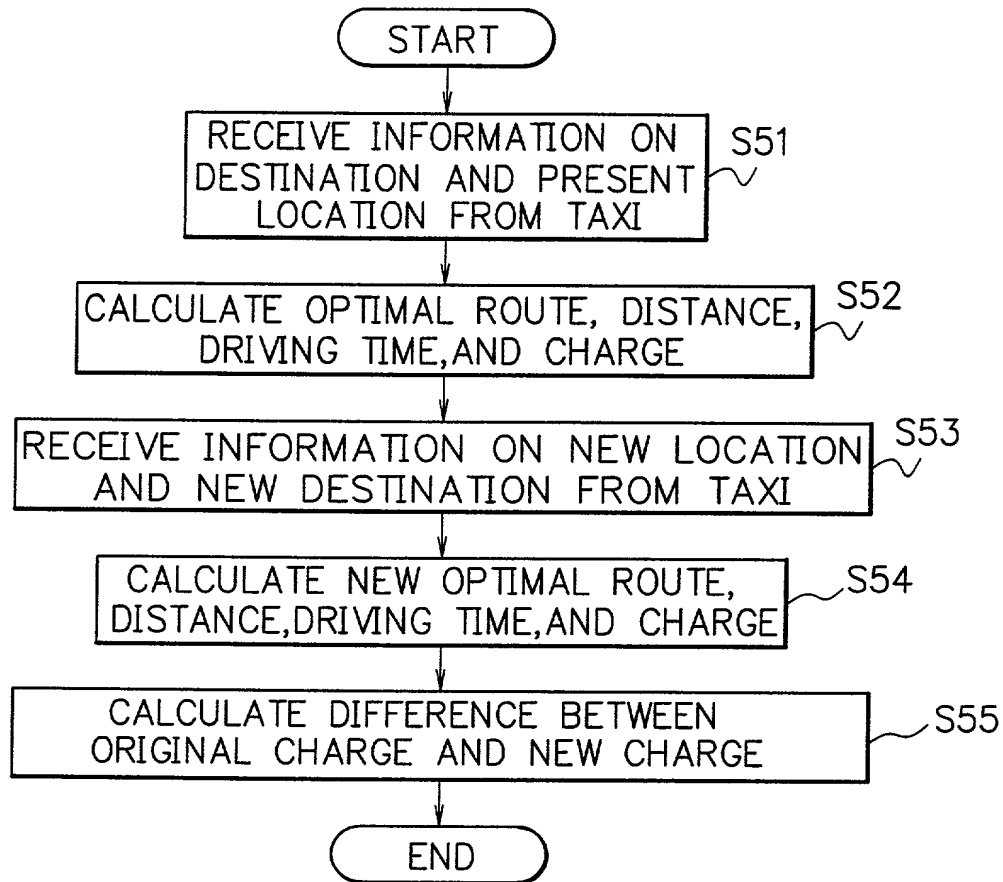 START
RECEIVE INFORMATION ON
DESTINATION AND PRESENT
LOCATION FROM TAXI
S51
CALCULATE OPTIMAL ROUTE, DISTANCE,
DRIVING TIME,AND CHARGE
S52
RECEIVE INFORMATION ON NEW LOCATION
AND NEW DESTINATION FROM TAXI
S53
CALCULATE NEW OPTIMAL ROUTE,
DISTANCE,DRIVING TIME,AND CHARGE
S54
CALCULATE DIFFERENCE BETWEEN
ORIGINAL CHARGE AND NEW CHARGE
S55
END